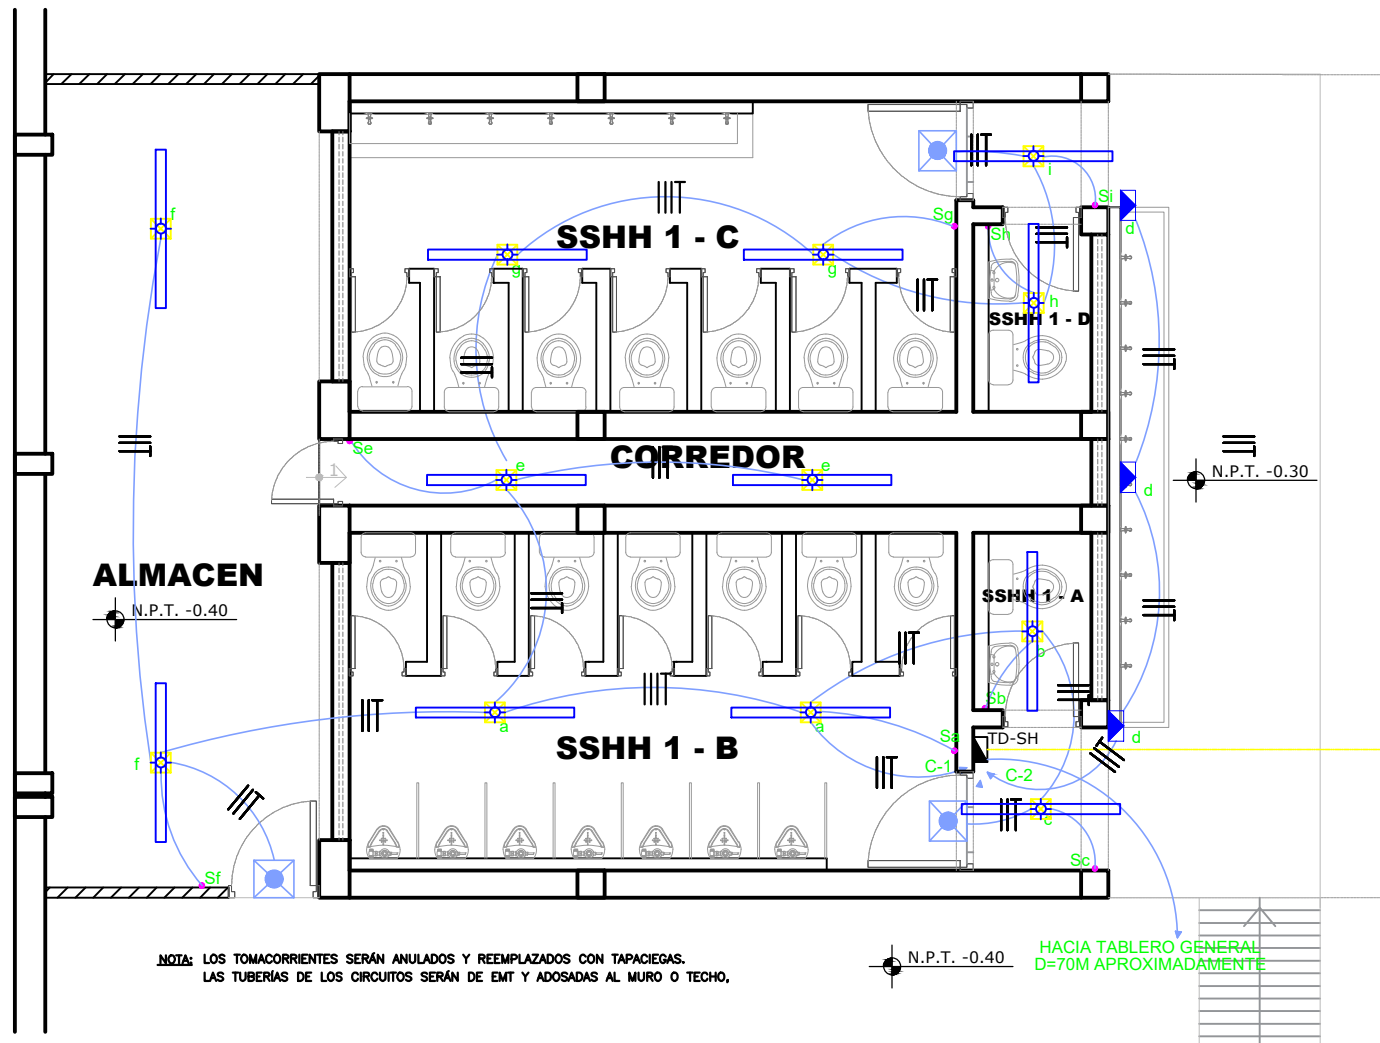 Si
f
i
Sg
Sh
d
SSHH 1 - C
g
g
h
SSHH 1 - D
Se
CORREDOR
1
e
e
N.P.T. -0.30
d
ALMACEN
N.P.T. -0.40
SSHH 1 - A
b
Sb
a
a
d
Sa
TD-SH
SSHH 1 - B
f
C-1
C-2
c
Sc
Sf
HACIA TABLERO GENERAL
D=70M APROXIMADAMENTE
N.P.T. -0.40
NOTA: LOS TOMACORRIENTES SERÁN ANULADOS Y REEMPLAZADOS CON TAPACIEGAS.
LAS TUBERÍAS DE LOS CIRCUITOS SERÁN DE EMT Y ADOSADAS AL MURO O TECHO,